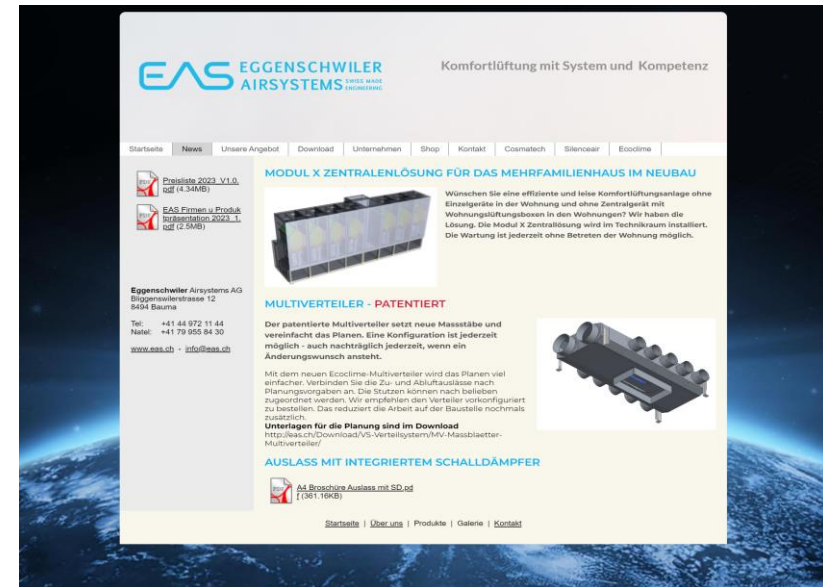 EAS EGGENSCHWILER
AIRSYSTEMS SWISS MADE
ENGINEERING
Komfortlüftung mit System und Kompetenz
Startseite News Unsere Angebot Download Unternehmen Shop Kontakt Cosmatech Silenceair Ecoclime
Preisliste 2023_V1.0.
pdf (4.34MB)
EAS Firmen u Produk
tpräsentation 2023_1.
pdf (2.5MB)
Eggenschwiler Airsystems AG
Bliggenswilerstrasse 12
8494 Bauma
Tel: +41 44 972 11 44
Natel: +41 79 955 84 30
www.eas.ch - info@eas.ch
MODUL X ZENTRALENLÖSUNG FÜR DAS MEHRFAMILIENHAUS IM NEUBAU
Wünschen Sie eine effiziente und leise Komfortlüftungsanlage ohne
Einzelgeräte in der Wohnung und ohne Zentralgerät mit
Wohnungslüftungsboxen in den Wohnungen? Wir haben die
Lösung. Die Modul X Zentrallösung wird im Technikraum installiert.
Die Wartung ist jederzeit ohne Betreten der Wohnung möglich.
MULTIVERTEILER - PATENTIERT
Der patentierte Multiverteiler setzt neue Massstäbe und
vereinfacht das Planen. Eine Konfiguration ist jederzeit
möglich - auch nachträglich jederzeit, wenn ein
Änderungswunsch ansteht.
Mit dem neuen Ecoclime-Multiverteiler wird das Planen viel
einfacher. Verbinden Sie die Zu- und Abluftauslässe nach
Planungsvorgaben an. Die Stutzen können nach belieben
zugeordnet werden. Wir empfehlen den Verteiler vorkonfiguriert
zu bestellen. Das reduziert die Arbeit auf der Baustelle nochmals
zusätzlich.
Unterlagen für die Planung sind im Download
http://eas.ch/Download/VS-Verteilsystem/MV-Massblaetter-
Multiverteiler/
AUSLASS MIT INTEGRIERTEM SCHALLDÄMPFER
A4 Broschüre Auslass mit SD.pd
f (361.16KB)
Startseite | Über uns | Produkte | Galerie | Kontakt